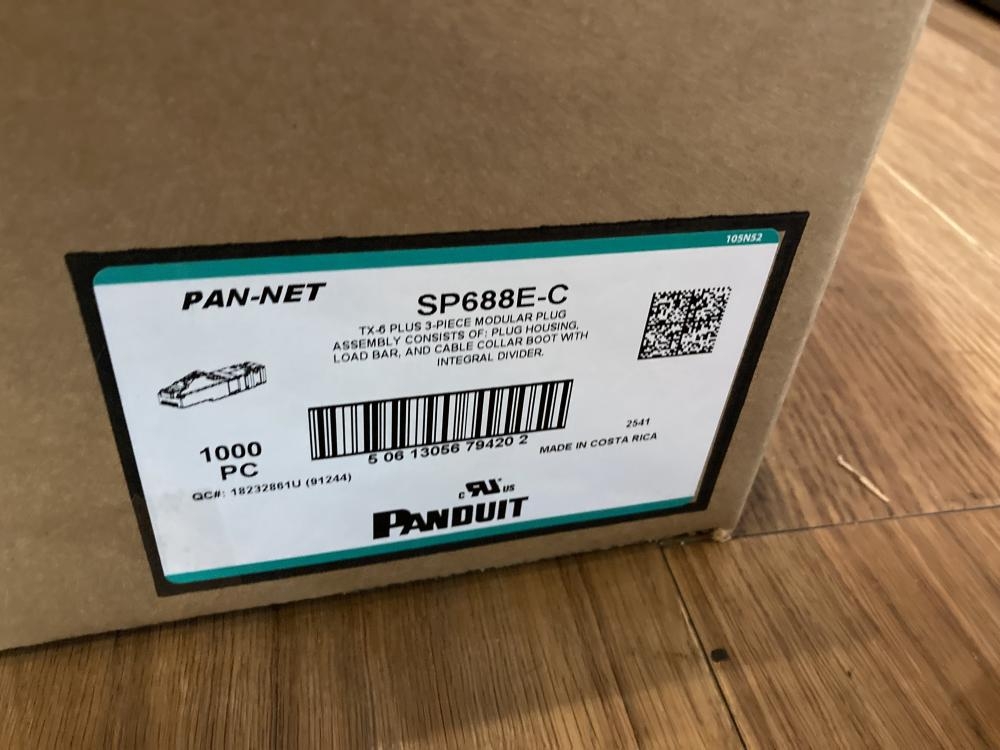 105N52
PAN-NET
SP688E-C
TX-6 PLUS 3-PIECE MODULAR PLUG
ASSEMBLY CONSISTS OF: PLUG HOUSING,
LOAD BAR, AND CABLE COLLAR BOOT WITH
INTEGRAL DIVIDER.
1000
PC
5 06 13056 79420 2
2541
MADE IN COSTA RICA
QC#: 18232861U (91244)
c RU US
PANDUIT